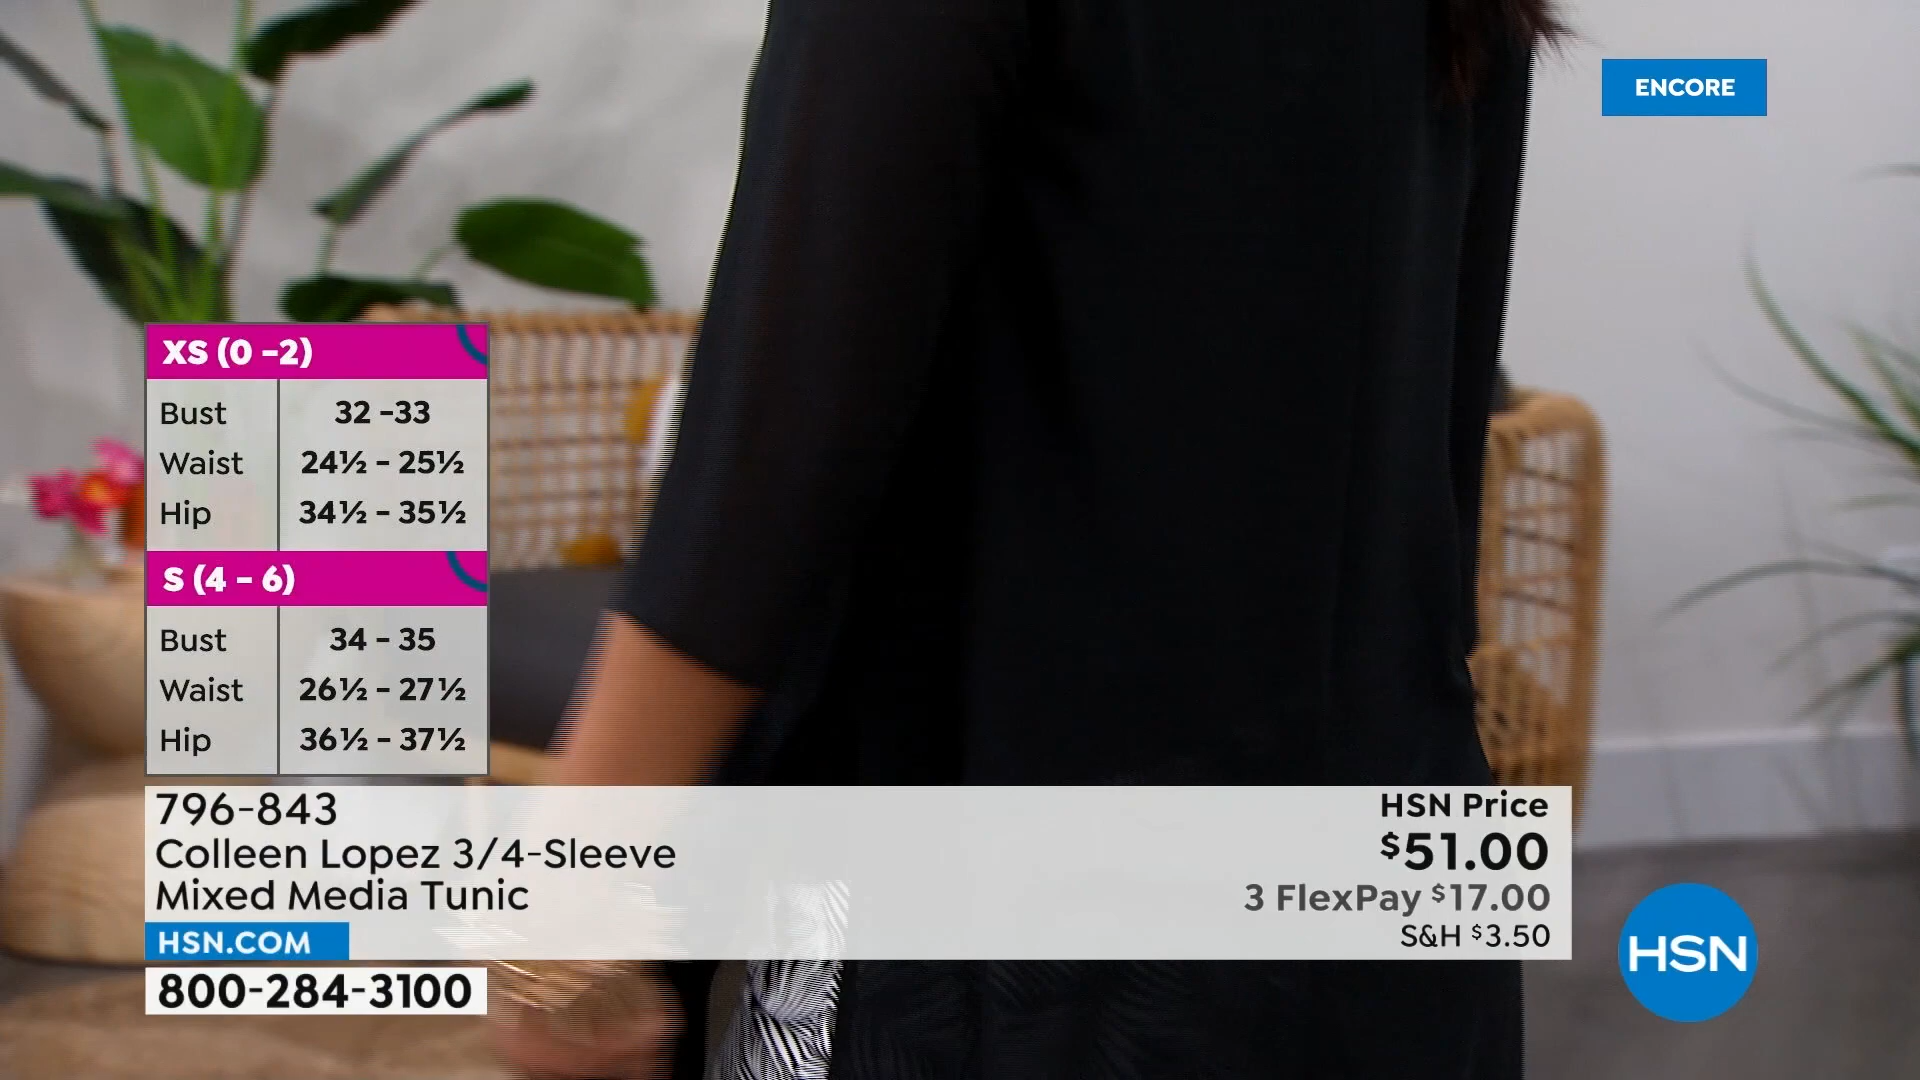 ENCORE
XS (0 -2)
Bust 32 -33
Waist 24½ - 25½
Hip 34½ - 35½
S (4 - 6)
Bust 34 - 35
Waist 26½ - 27½
Hip 36½ - 37½
796-843
Colleen Lopez 3/4-Sleeve
Mixed Media Tunic
HSN.COM
800-284-3100
HSN Price
$51.00
3 FlexPay $17.00
S&H $3.50
HSN